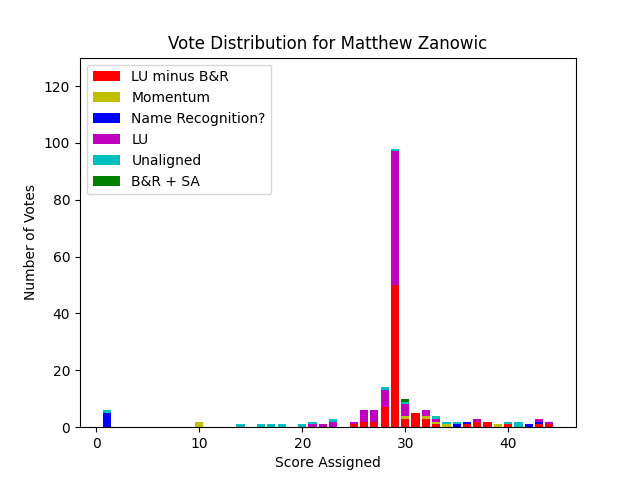 Vote Distribution for Matthew Zanowic
LU minus B&R
Momentum
Name Recognition?
LU
Unaligned
B&R + SA
120
100
80
60
40
20
0
Number of Votes
0 10 20 30 40
Score Assigned